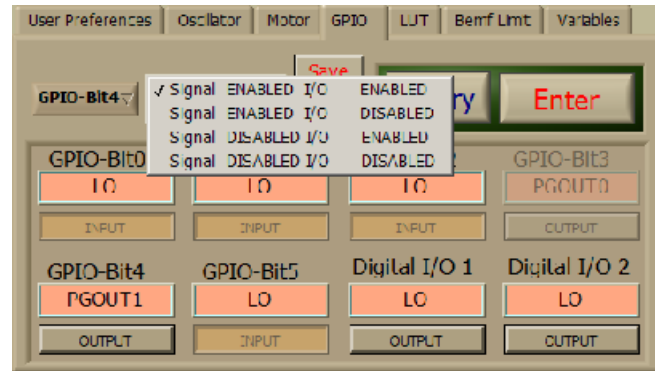 User Preferences Oscilator Motor GPIO LUT Bemf Limt Variables
Save
GPIO-Bit4 ✓ Signal ENABLED I/O ENABLED
ry Enter
Signal ENABLED I/O DISABLED
Signal DISABLED I/O ENABLED
Signal DISABLED I/O DISABLED
GPIO-Bit0 GPIO-Bit3
LO LO LO PGOUT0
INPUT INPUT INPUT OUTPUT
GPIO-Bit4 GPIO-Bit5 Digital I/O 1 Digital I/O 2
PGOUT1 LO LO LO
OUTPUT INPUT OUTPUT OUTPUT